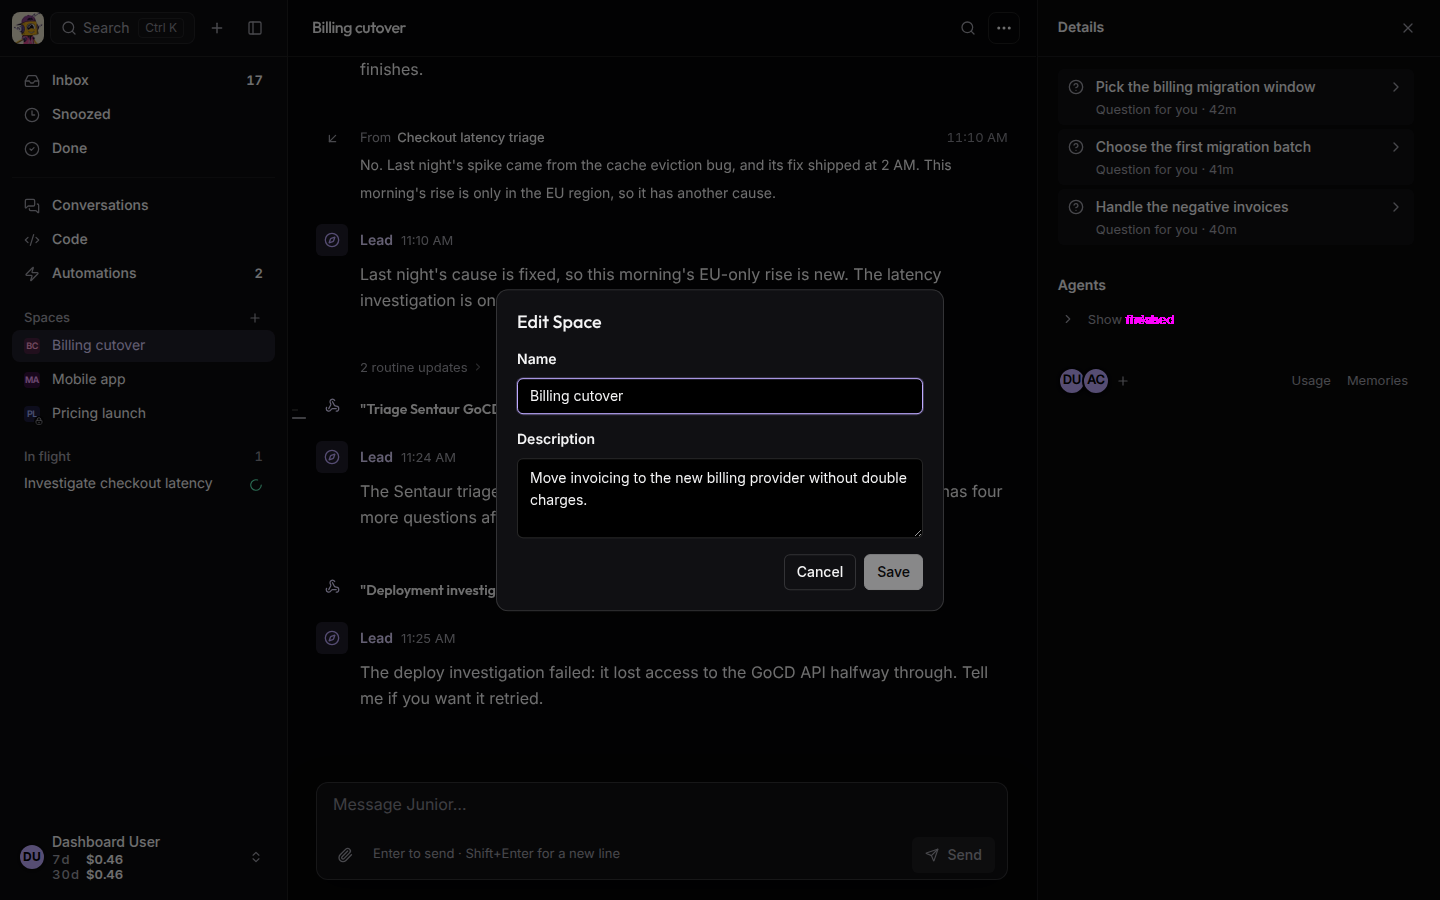 Search Ctrl K
Inbox 17
Snoozed
Done
Conversations
Code
Automations 2
Spaces
BC Billing cutover
MA Mobile app
PL Pricing launch
In flight 1
Investigate checkout latency
DU Dashboard User
7d $0.46
30d $0.46
Billing cutover
finishes.
From Checkout latency triage 11:10 AM
No. Last night's spike came from the cache eviction bug, and its fix shipped at 2 AM. This
morning's rise is only in the EU region, so it has another cause.
Lead 11:10 AM
Last night's cause is fixed, so this morning's EU-only rise is new. The latency
investigation is on
2 routine updates
"Triage Sentaur GoCD
Lead 11:24 AM
The Sentaur triage has four
more questions af
"Deployment investig
Lead 11:25 AM
The deploy investigation failed: it lost access to the GoCD API halfway through. Tell
me if you want it retried.
Message Junior...
Enter to send · Shift+Enter for a new line
Send
Edit Space
Name
Billing cutover
Description
Move invoicing to the new billing provider without double
charges.
Cancel Save
Details
Pick the billing migration window
Question for you · 42m
Choose the first migration batch
Question for you · 41m
Handle the negative invoices
Question for you · 40m
Agents
Show
DU AC Usage Memories